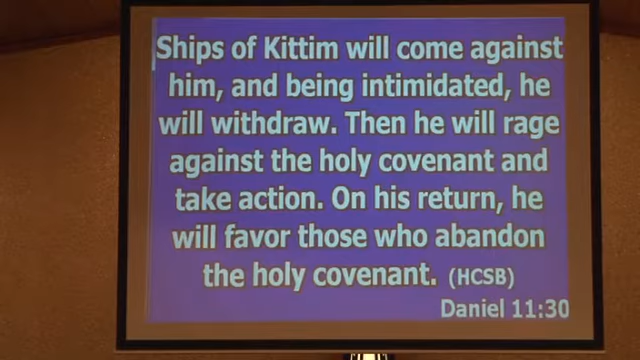 Ships of Kittim will come against
him, and being intimidated, he
will withdraw. Then he will rage
against the holy covenant and
take action. On his return, he
will favor those who abandon
the holy covenant. (HCSB)
Daniel 11:30